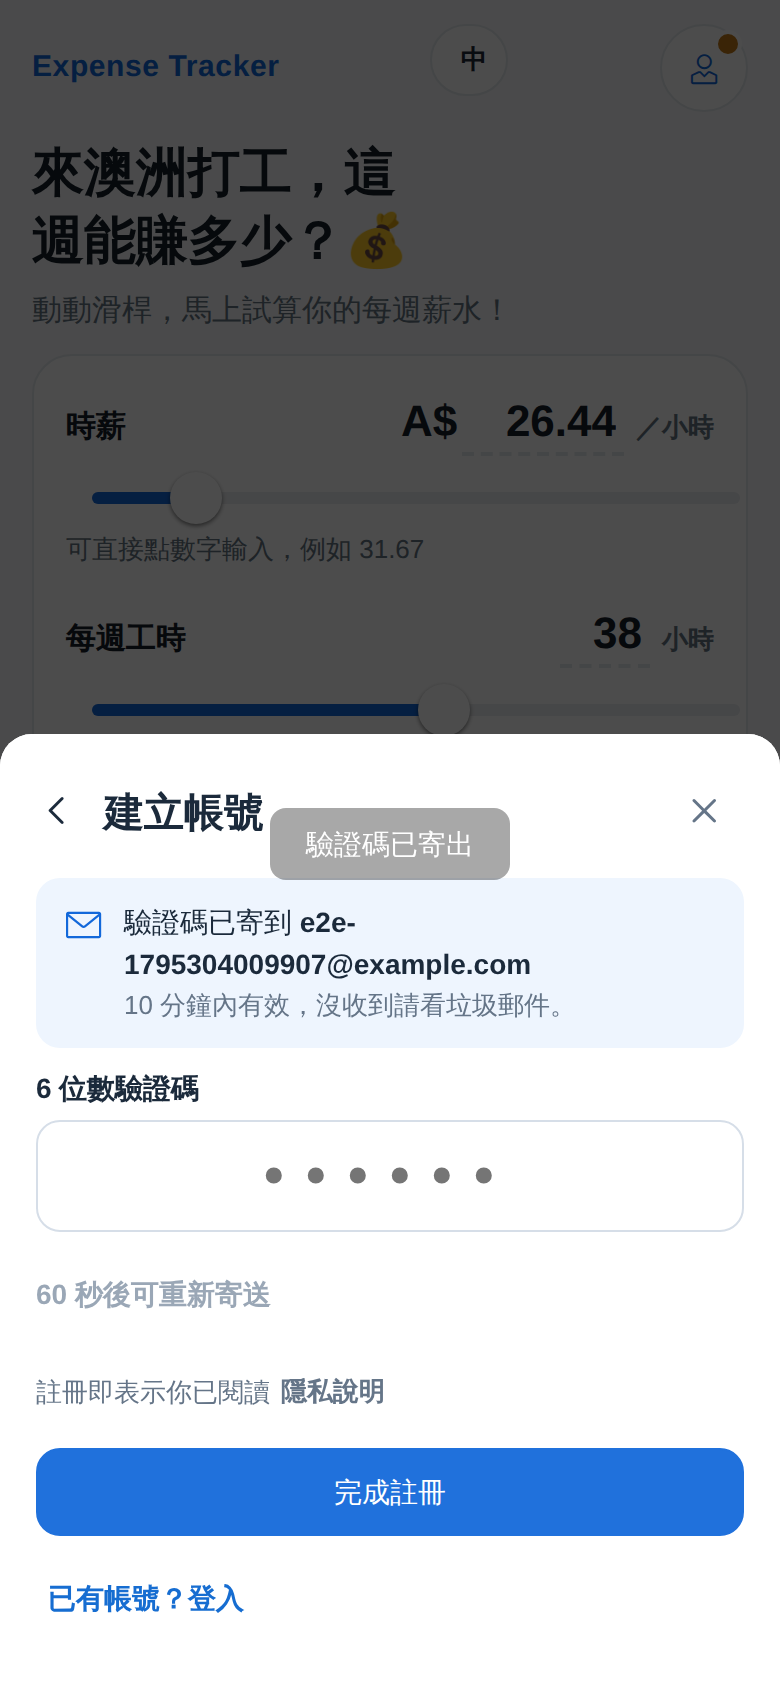 Expense Tracker
中
來澳洲打工，這
週能賺多少？💰
動動滑桿，馬上試算你的每週薪水！
時薪 A$ 26.44 ／小時
可直接點數字輸入，例如 31.67
每週工時 38 小時
建立帳號
驗證碼已寄出
驗證碼已寄到 e2e-
1795304009907@example.com
10 分鐘內有效，沒收到請看垃圾郵件。
6 位數驗證碼
●●●●●●
60 秒後可重新寄送
註冊即表示你已閱讀 隱私說明
完成註冊
已有帳號？登入